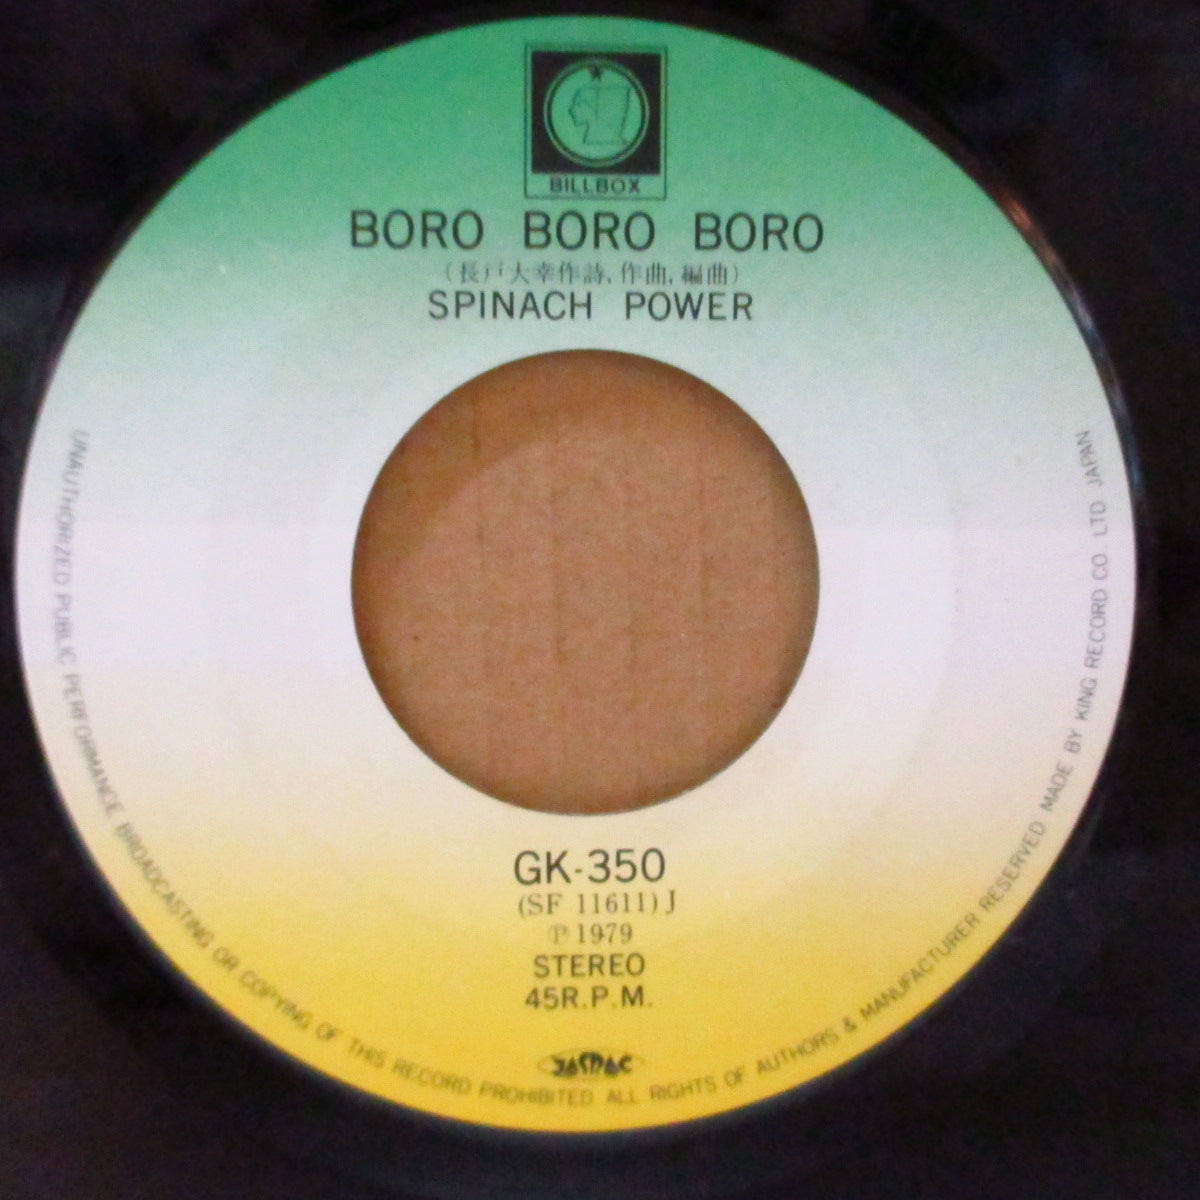 BILLBOX
BORO BORO BORO
(長戸大幸作詩、作曲、編曲)
SPINACH POWER
GK-350
(SF 11611) J
℗ 1979
STEREO
45R.P.M.
JASRAC
UNAUTHORIZED PUBLIC PERFORMANCE BROADCASTING OR COPYING OF THIS RECORD PROHIBITED ALL RIGHTS OF AUTHORS & MANUFACTURER RESERVED MADE BY KING RECORD CO. LTD JAPAN